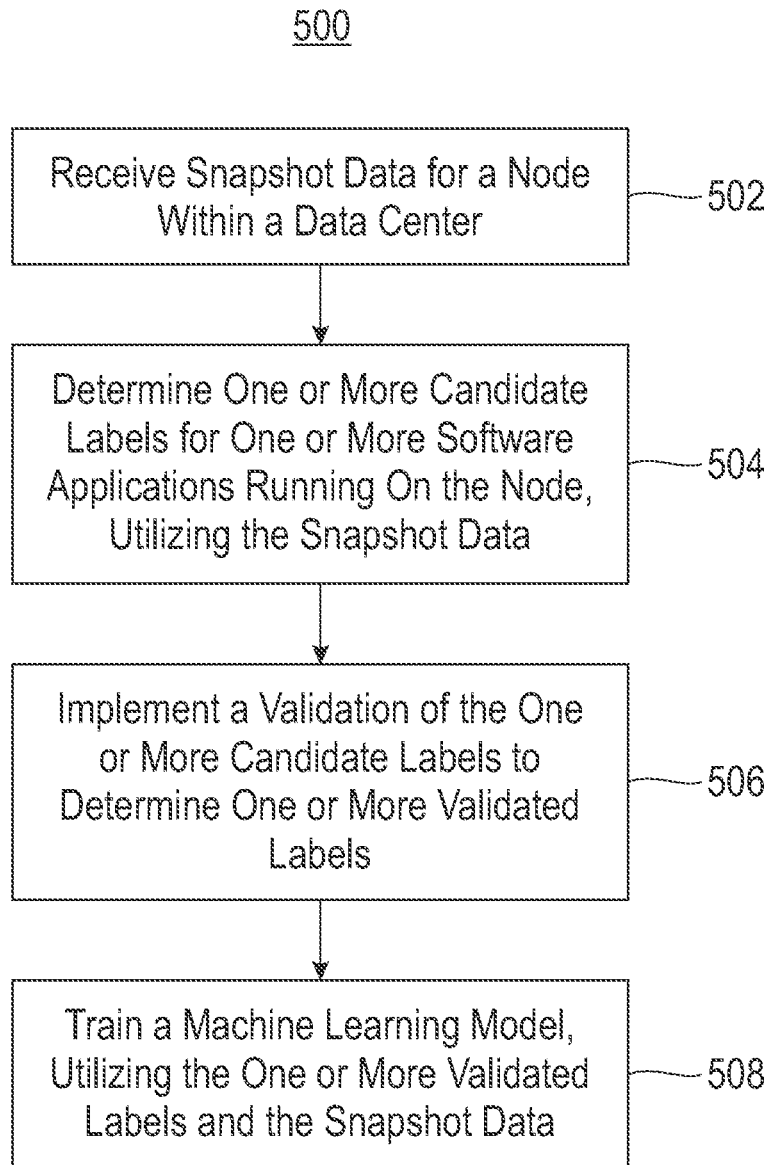 500
Receive Snapshot Data for a Node
Within a Data Center
502
Determine One or More Candidate
Labels for One or More Software
Applications Running On the Node,
Utilizing the Snapshot Data
504
Implement a Validation of the One
or More Candidate Labels to
Determine One or More Validated
Labels
506
Train a Machine Learning Model,
Utilizing the One or More Validated
Labels and the Snapshot Data
508